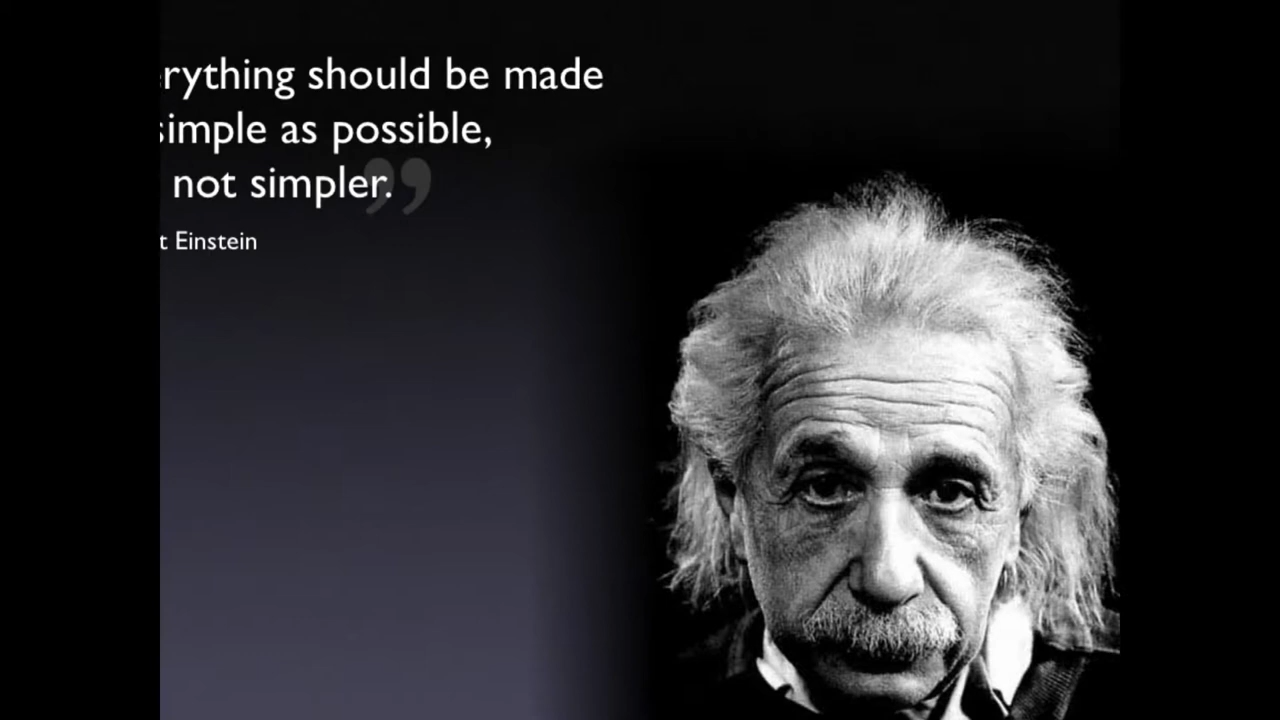 erything should be made
simple as possible,
not simpler.”
t Einstein